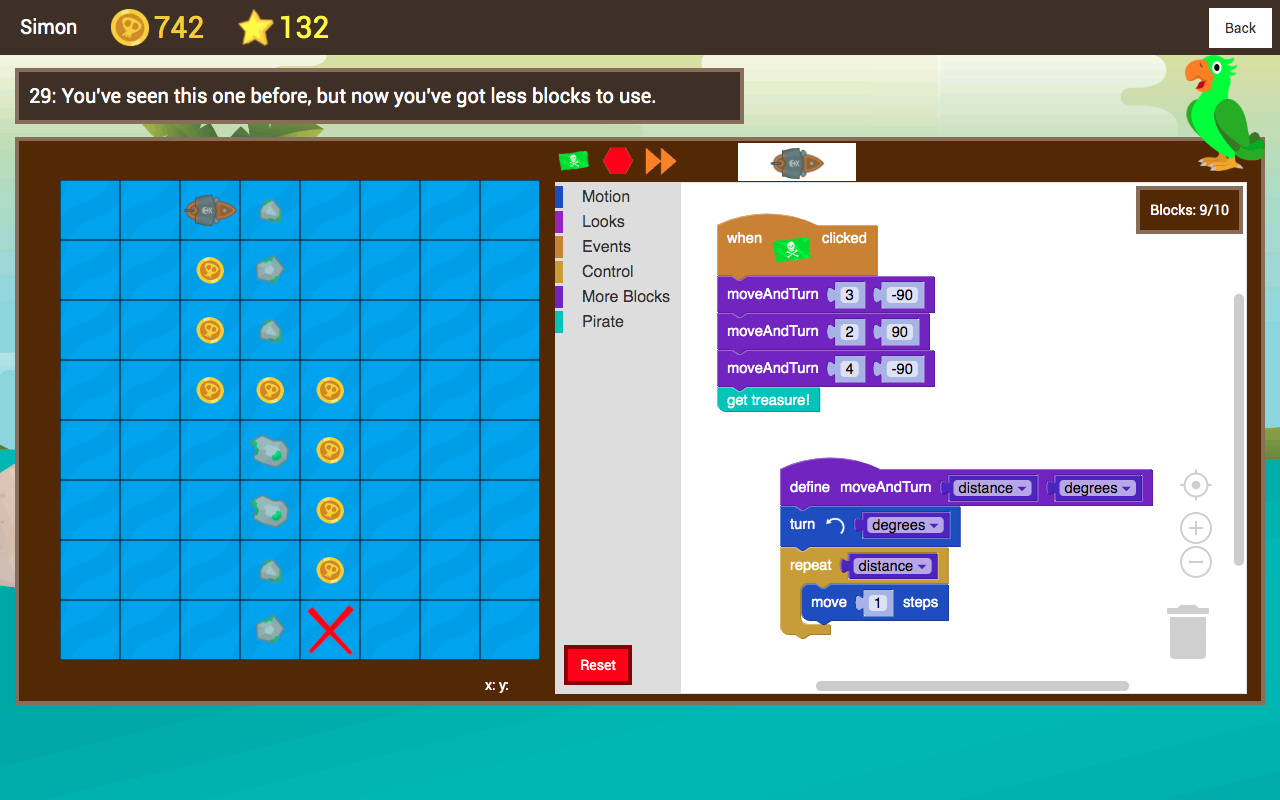 Simon 742 132 Back
29: You've seen this one before, but now you've got less blocks to use.
Motion
Looks
Events
Control
More Blocks
Pirate
Reset
x: y:
Blocks: 9/10
when clicked
moveAndTurn 3 -90
moveAndTurn 2 90
moveAndTurn 4 -90
get treasure!
define moveAndTurn distance degrees
turn degrees
repeat distance
move 1 steps